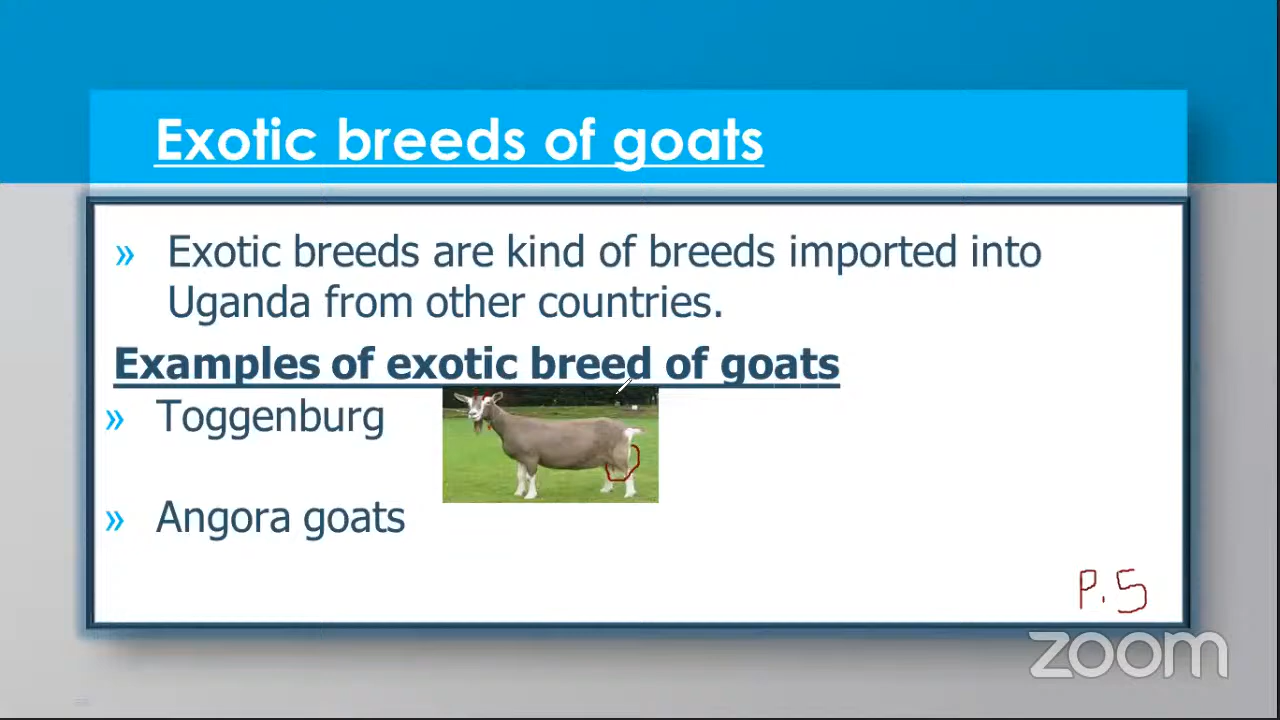 Exotic breeds of goats
» Exotic breeds are kind of breeds imported into
Uganda from other countries.
Examples of exotic breed of goats
» Toggenburg
» Angora goats
P.5
zoom